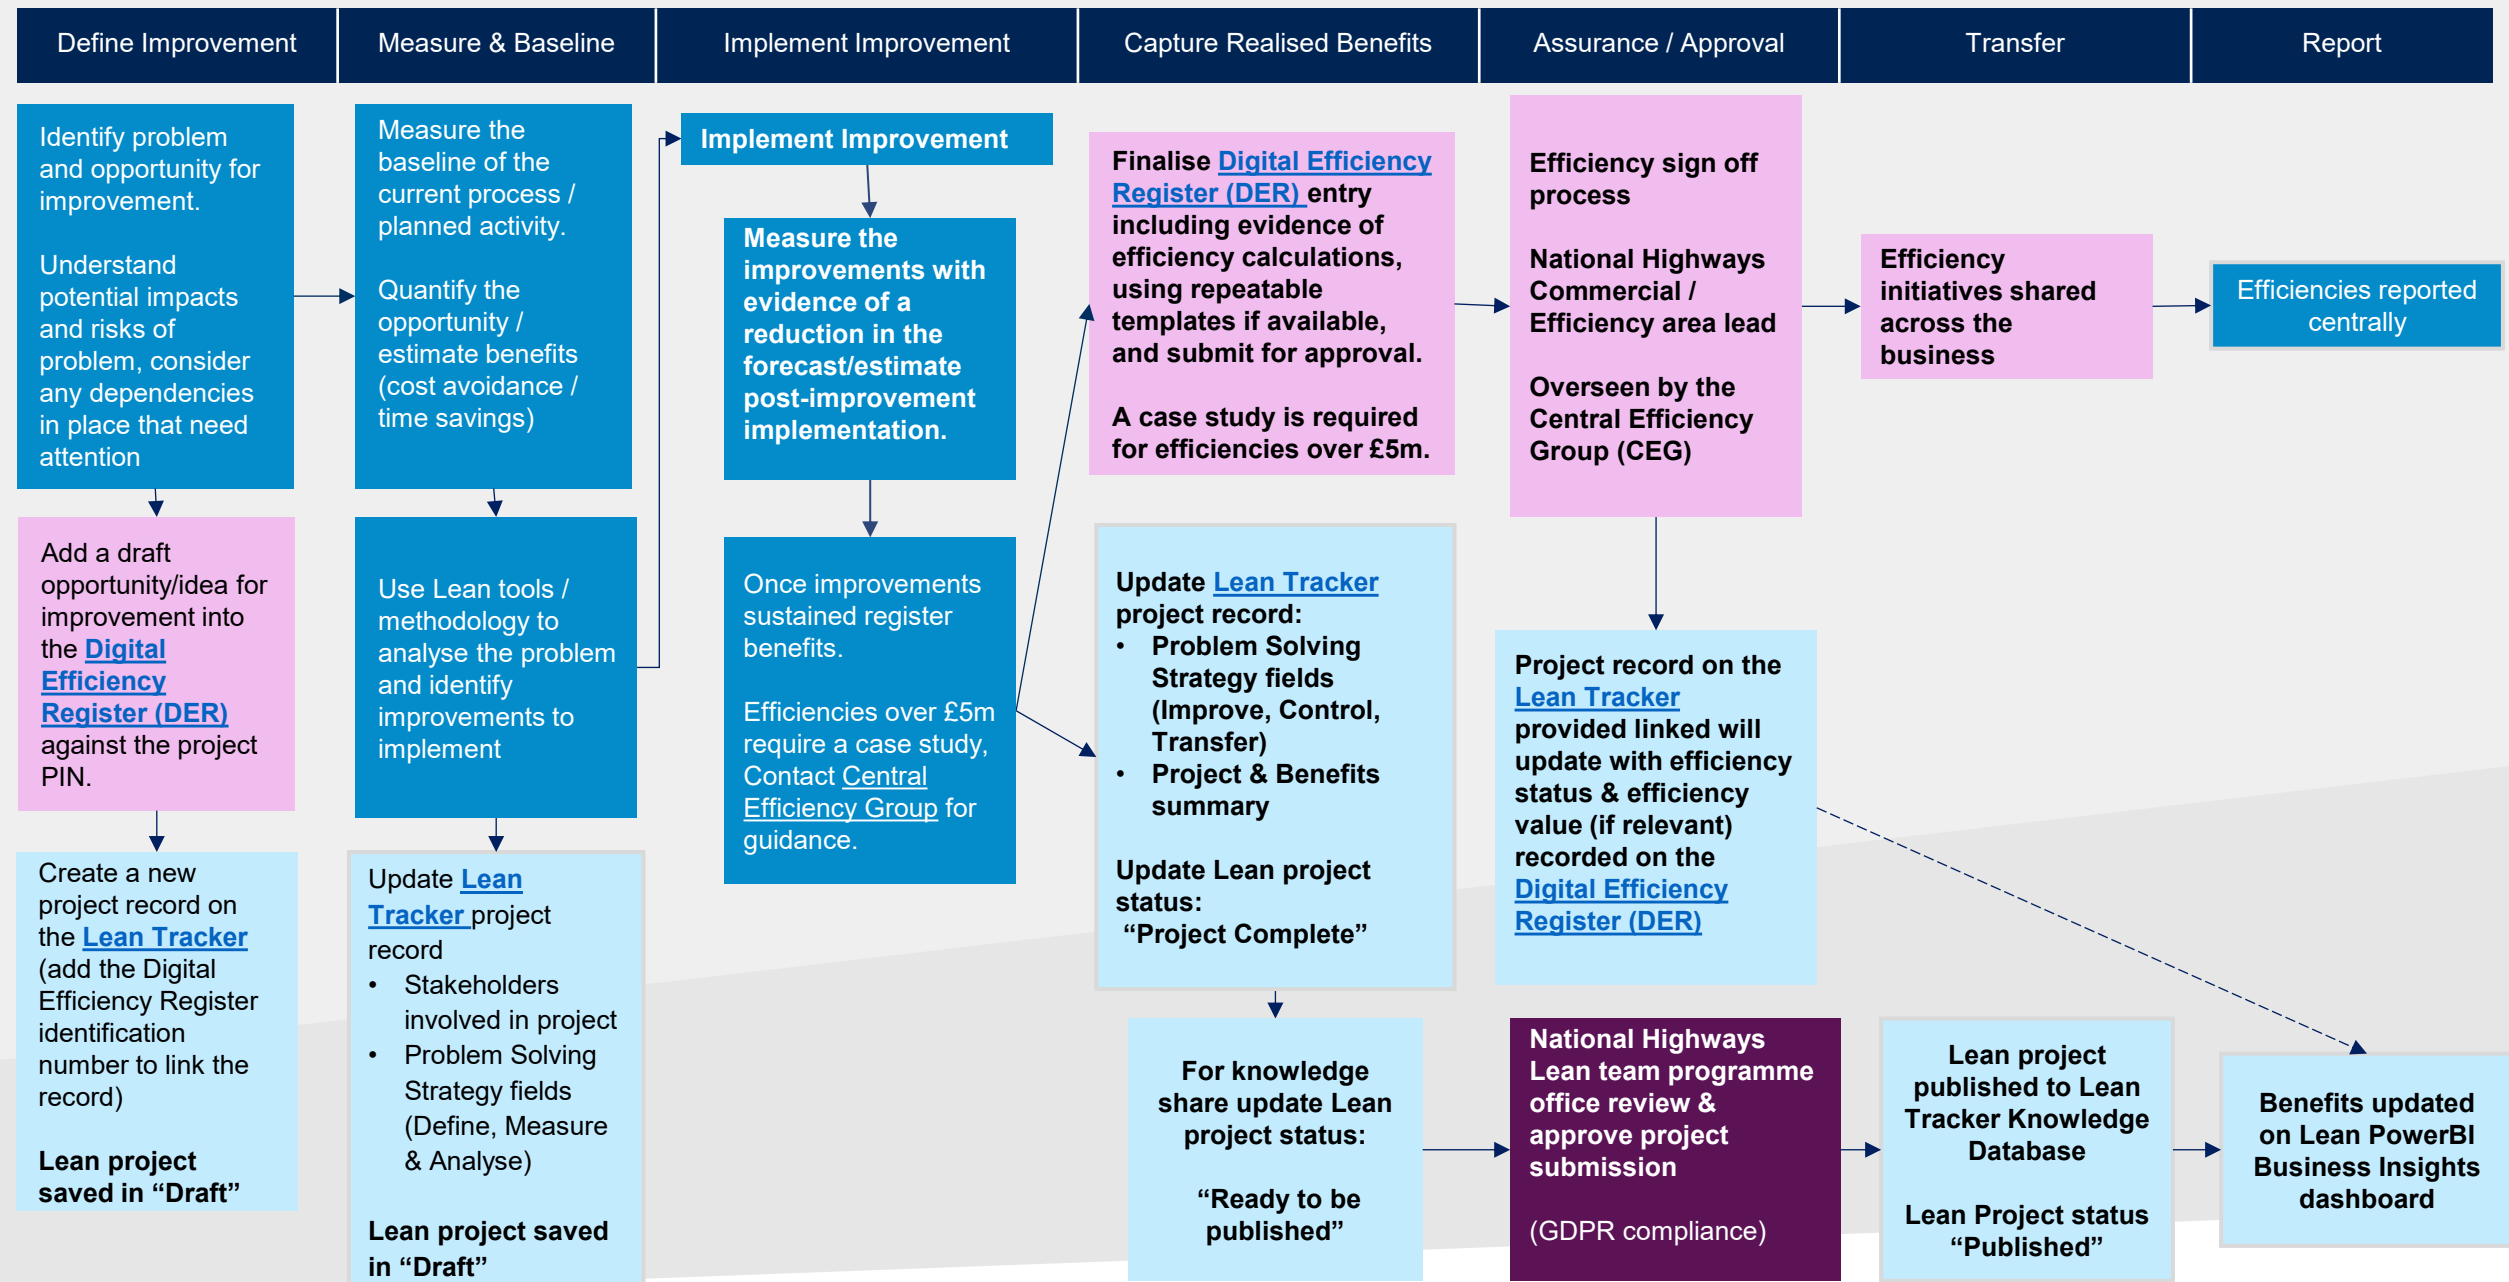 Define Improvement
Measure & Baseline
Implement Improvement
Capture Realised Benefits
Assurance / Approval
Transfer
Report
Identify problem
and opportunity for
improvement.
Understand
potential impacts
and risks of
problem, consider
any dependencies
in place that need
attention
Add a draft
opportunity/idea for
improvement into
the Digital
Efficiency
Register (DER)
against the project
PIN.
Create a new
project record on
the Lean Tracker
(add the Digital
Efficiency Register
identification
number to link the
record)
Lean project
saved in “Draft”
Measure the
baseline of the
current process /
planned activity.
Quantify the
opportunity /
estimate benefits
(cost avoidance /
time savings)
Use Lean tools /
methodology to
analyse the problem
and identify
improvements to
implement
Update Lean
Tracker project
record
• Stakeholders
involved in project
• Problem Solving
Strategy fields
(Define, Measure
& Analyse)
Lean project saved
in “Draft”
Implement Improvement
Measure the
improvements with
evidence of a
reduction in the
forecast/estimate
post-improvement
implementation.
Once improvements
sustained register
benefits.
Efficiencies over £5m
require a case study,
Contact Central
Efficiency Group for
guidance.
Finalise Digital Efficiency
Register (DER) entry
including evidence of
efficiency calculations,
using repeatable
templates if available,
and submit for approval.
A case study is required
for efficiencies over £5m.
Update Lean Tracker
project record:
• Problem Solving
Strategy fields
(Improve, Control,
Transfer)
• Project & Benefits
summary
Update Lean project
status:
“Project Complete”
For knowledge
share update Lean
project status:
“Ready to be
published”
Efficiency sign off
process
National Highways
Commercial /
Efficiency area lead
Overseen by the
Central Efficiency
Group (CEG)
Project record on the
Lean Tracker
provided linked will
update with efficiency
status & efficiency
value (if relevant)
recorded on the
Digital Efficiency
Register (DER)
National Highways
Lean team programme
office review &
approve project
submission
(GDPR compliance)
Efficiency
initiatives shared
across the
business
Lean project
published to Lean
Tracker Knowledge
Database
Lean Project status
“Published”
Efficiencies reported
centrally
Benefits updated
on Lean PowerBI
Business Insights
dashboard